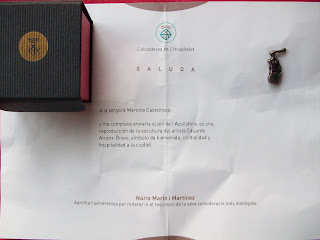 L'alcaldessa de L'Hospitalet
SALUDA
A la senyora Marcela Castelnovo,
y me complace enviarle el pin de l'Acollidora, es una
reproducción de la escultura del artista Eduardo
Arranz-Bravo, símbolo de bienvenida, cordialidad y
hospitalidad a la ciudad.
Núria Marín i Martínez
Aprofita l'avinentesa per reiterar-li el testimoni de la seva consideració més distingida.